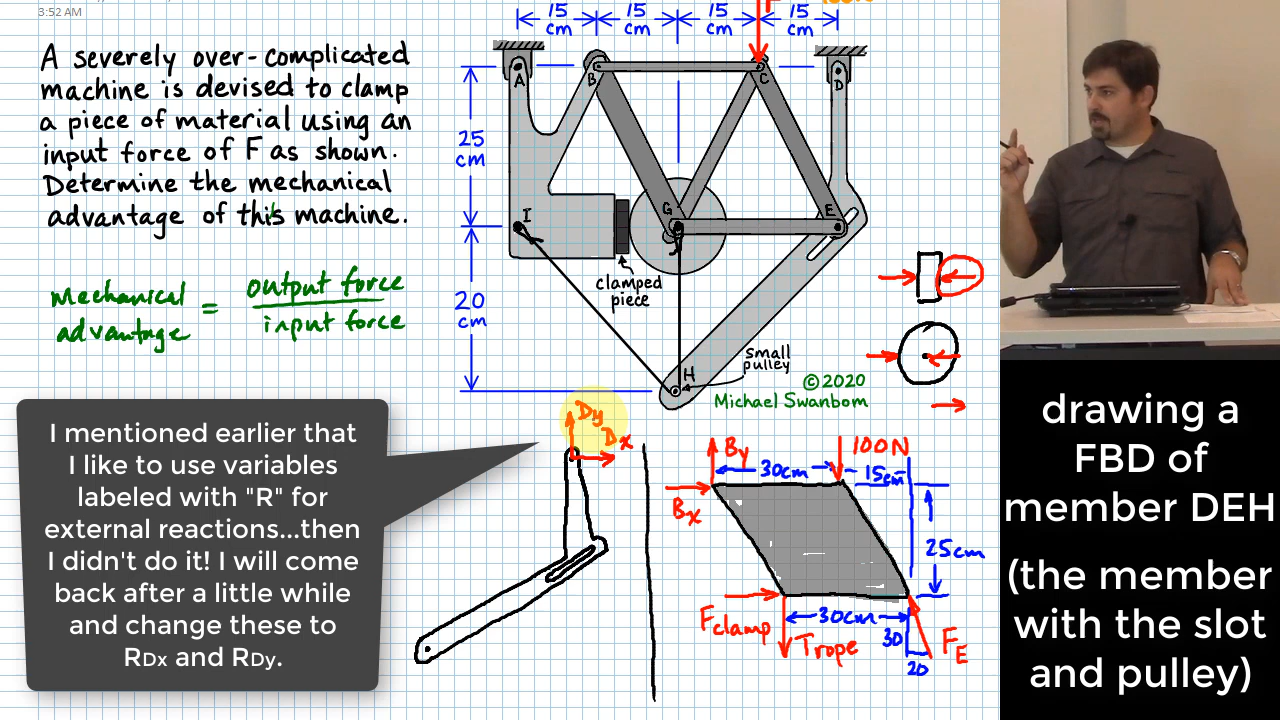 3:52 AM
15 cm
15 cm
15 cm
15 cm
F
A severely over-complicated
machine is devised to clamp
a piece of material using an
input force of F as shown.
Determine the mechanical
advantage of this machine.
Mechanical advantage = output force / input force
25 cm
20 cm
A
B
C
D
I
G
E
H
clamped
piece
small
pulley
©2020
Michael Swanbom
Dy
Dx
By
100N
30cm
15cm
Bx
25cm
Fclamp
30cm
Trope
30
20
FE
I mentioned earlier that
I like to use variables
labeled with "R" for
external reactions...then
I didn't do it! I will come
back after a little while
and change these to
RDx and RDy.
drawing a
FBD of
member DEH
(the member
with the slot
and pulley)